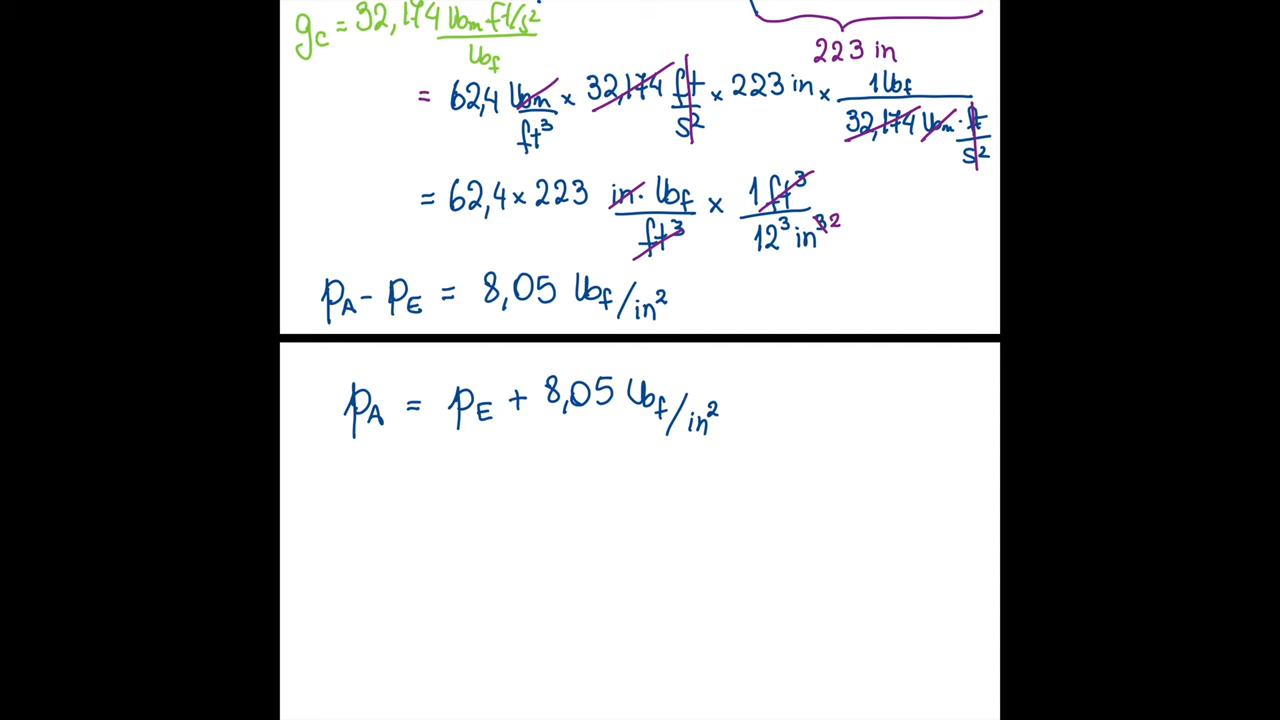 g_c = 32,174 lbm ft/s² / lbf
223 in
= 62,4 lbm/ft³ × 32,174 ft/s² × 223 in × 1 lbf / 32,174 lbm · ft/s²
= 62,4 × 223 in · lbf / ft³ × 1 ft³ / 12³ in³ 2
p_A - p_E = 8,05 lbf/in²
p_A = p_E + 8,05 lbf/in²